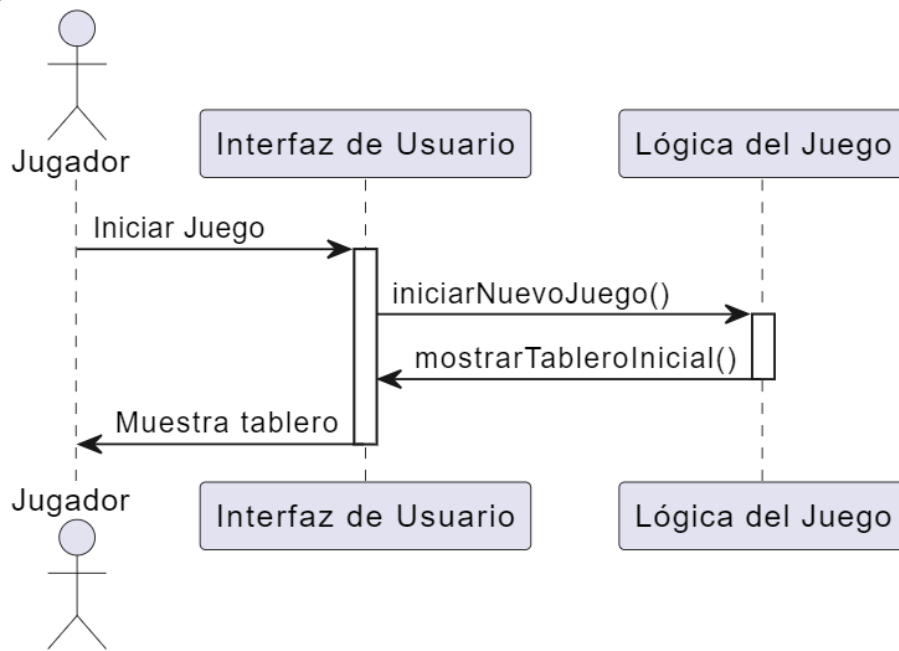 Jugador
Interfaz de Usuario
Lógica del Juego
Iniciar Juego
iniciarNuevoJuego()
mostrarTableroInicial()
Muestra tablero
Jugador
Interfaz de Usuario
Lógica del Juego